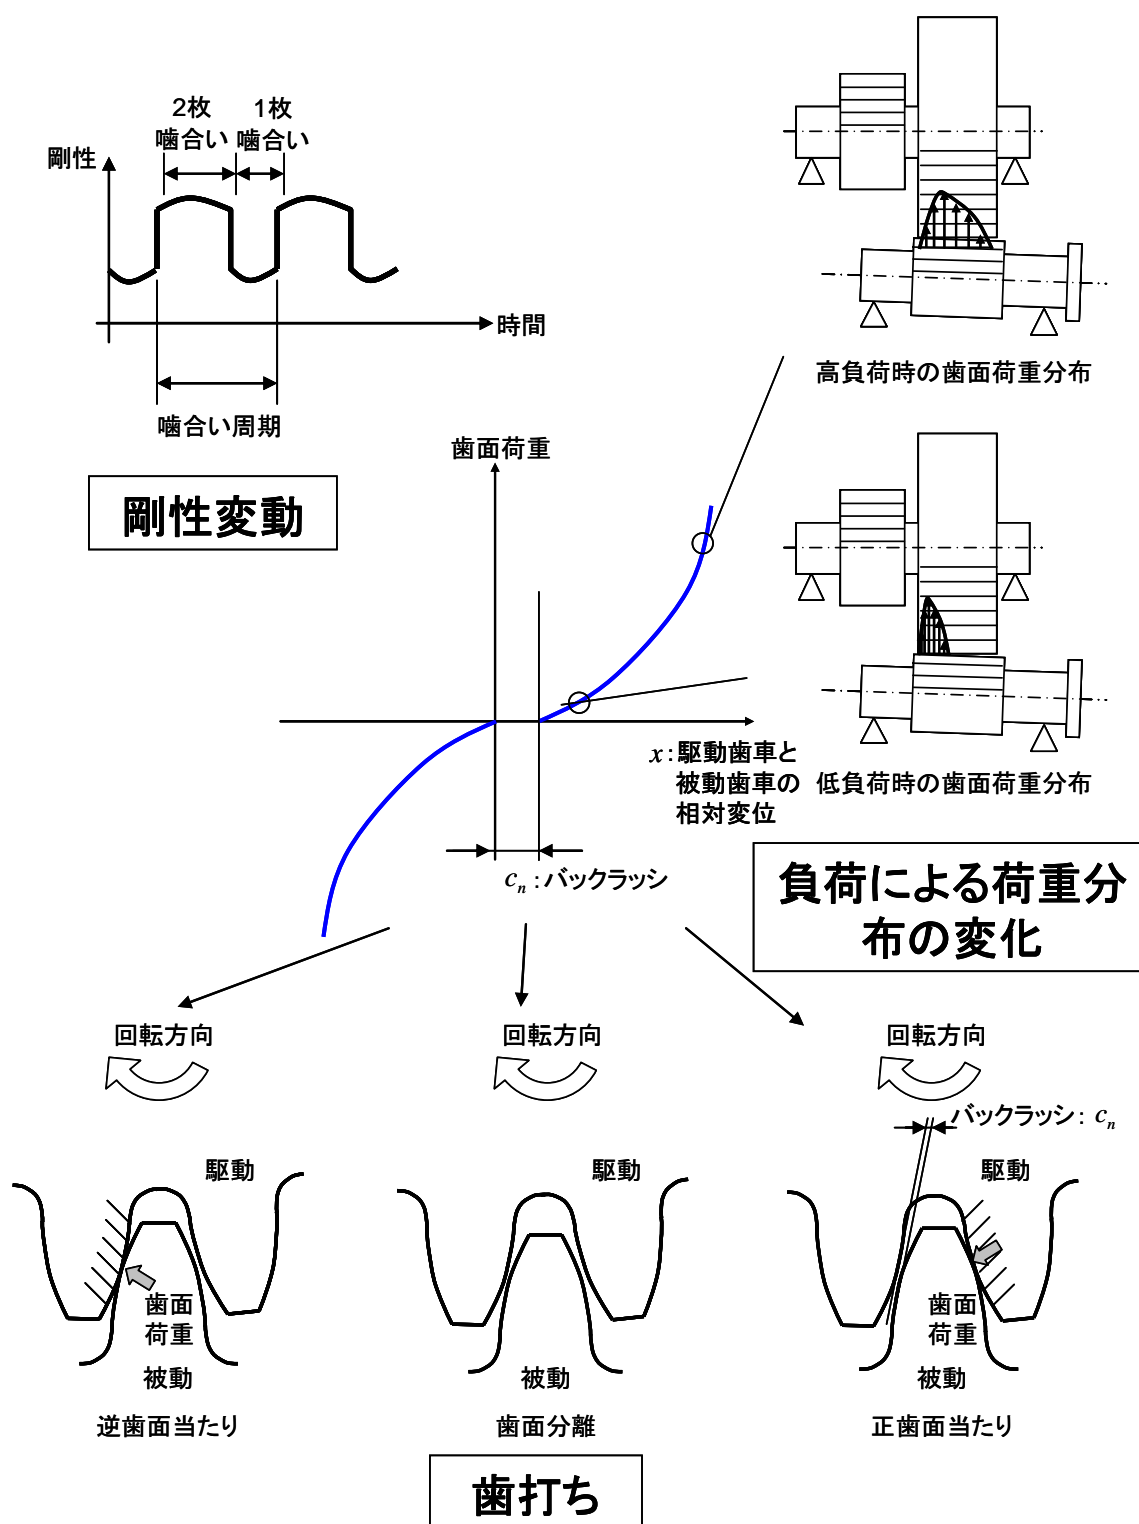 2枚
噛合い
1枚
噛合い
剛性
時間
噛合い周期
剛性変動
高負荷時の歯面荷重分布
歯面荷重
x:駆動歯車と
被動歯車の
相対変位
低負荷時の歯面荷重分布
cn:バックラッシ
負荷による荷重分
布の変化
回転方向
回転方向
回転方向
バックラッシ: cn
駆動
駆動
駆動
歯面
荷重
歯面
荷重
被動
被動
被動
逆歯面当たり
歯面分離
正歯面当たり
歯打ち